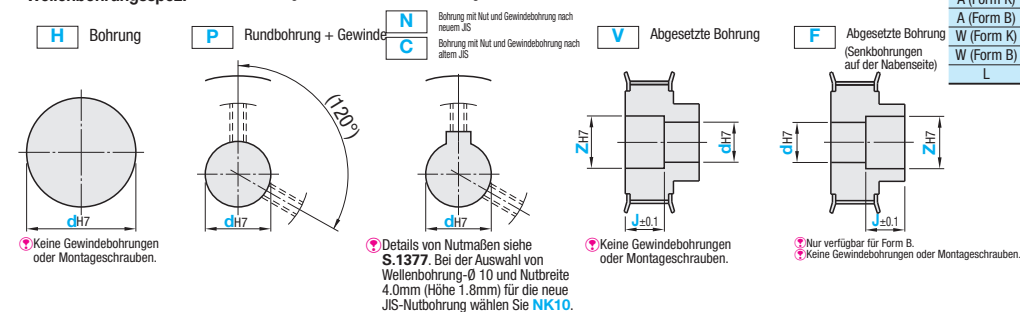 H Bohrung
P Rundbohrung + Gewinde
N Bohrung mit Nut und Gewindebohrung nach
neuem JIS
C Bohrung mit Nut und Gewindebohrung nach
altem JIS
V Abgesetzte Bohrung
F Abgesetzte Bohrung
(Senkbohrungen
auf der Nabenseite)
A (Form K)
A (Form B)
W (Form K)
W (Form B)
L
(120°)
dH7
dH7
dH7
ZH7
dH7
J±0.1
dH7
ZH7
J±0.1
Keine Gewindebohrungen
oder Montageschrauben.
Details von Nutmaßen siehe
S.1377. Bei der Auswahl von
Wellenbohrung-Ø 10 und Nutbreite
4.0mm (Höhe 1.8mm) für die neue
JIS-Nutbohrung wählen Sie NK10.
Keine Gewindebohrungen
oder Montageschrauben.
Nur verfügbar für Form B.
Keine Gewindebohrungen oder Montageschrauben.